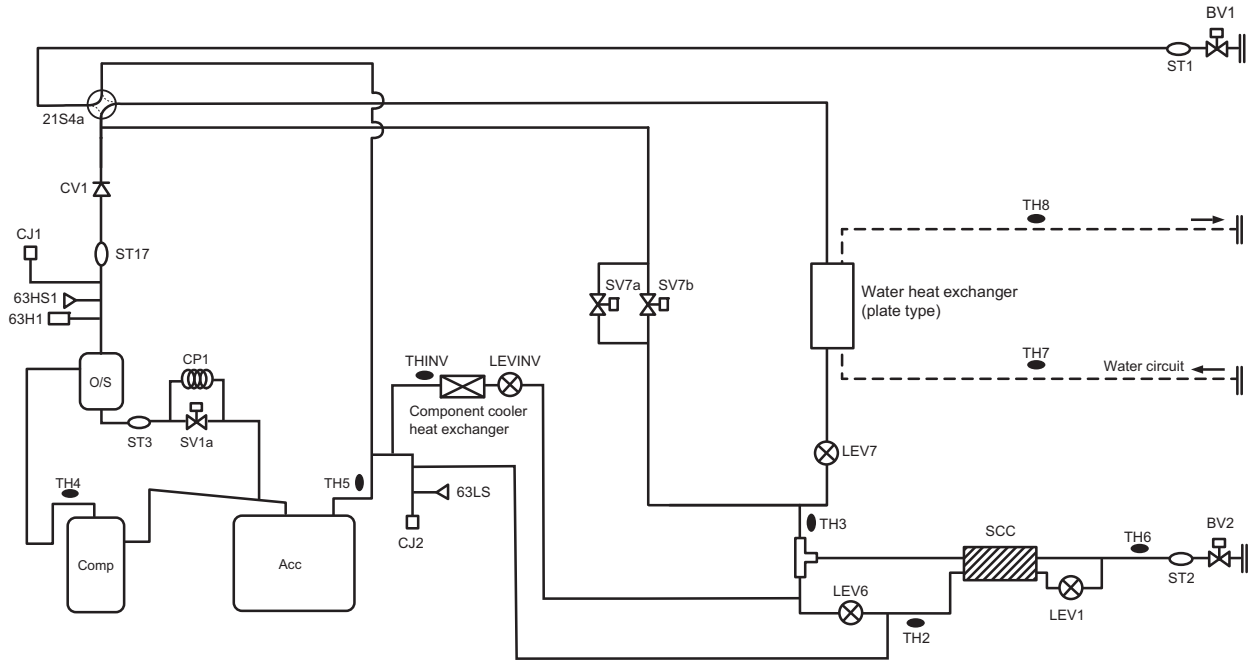 BV1
ST1
21S4a
CV1
TH8
CJ1
ST17
SV7a
SV7b
63HS1
Water heat exchanger
(plate type)
63H1
CP1
THINV
LEVINV
TH7
O/S
Water circuit
Component cooler
heat exchanger
ST3
SV1a
LEV7
TH4
TH5
63LS
TH3
SCC
TH6
BV2
CJ2
Comp
Acc
ST2
LEV6
LEV1
TH2